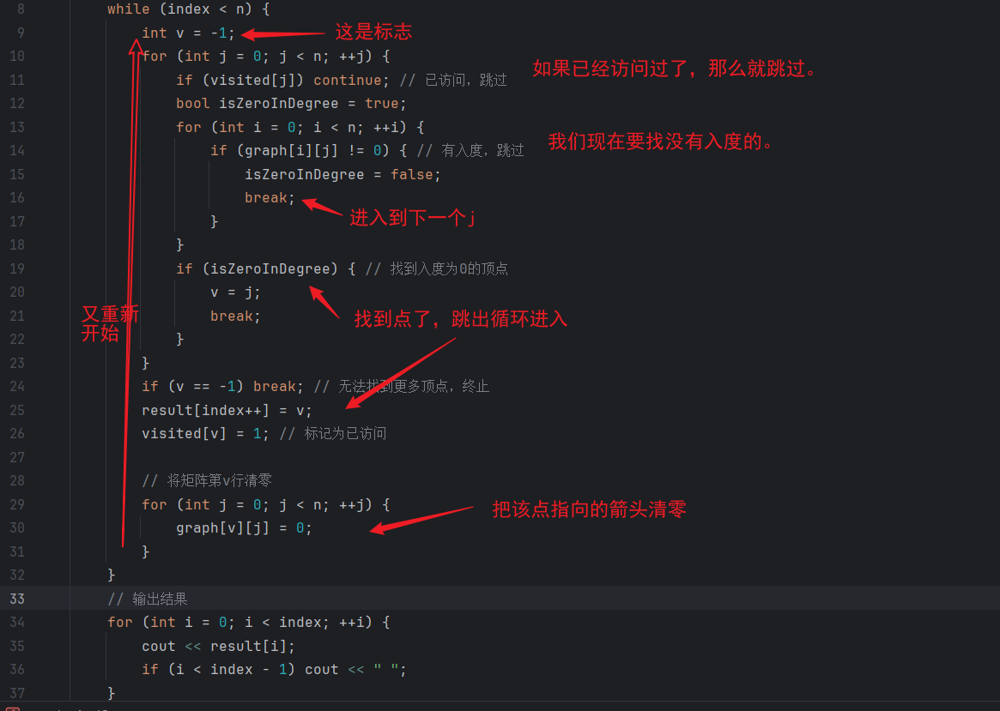 8 while (index < n) {
9 int v = -1; 这是标志
10 for (int j = 0; j < n; ++j) {
如果已经访问过了，那么就跳过。
11 if (visited[j]) continue; // 已访问，跳过
12 bool isZeroInDegree = true;
13 for (int i = 0; i < n; ++i) {
我们现在要找没有入度的。
14 if (graph[i][j] != 0) { // 有入度，跳过
15 isZeroInDegree = false;
16 break;
进入到下一个j
17 }
18 }
19 if (isZeroInDegree) { // 找到入度为0的顶点
20 v = j;
又重新
开始
21 break; 找到点了，跳出循环进入
22 }
23 }
24 if (v == -1) break; // 无法找到更多顶点，终止
25 result[index++] = v;
26 visited[v] = 1; // 标记为已访问
27
28 // 将矩阵第v行清零
29 for (int j = 0; j < n; ++j) { 把该点指向的箭头清零
30 graph[v][j] = 0;
31 }
32 }
33 // 输出结果
34 for (int i = 0; i < index; ++i) {
35 cout << result[i];
36 if (i < index - 1) cout << " ";
37 }